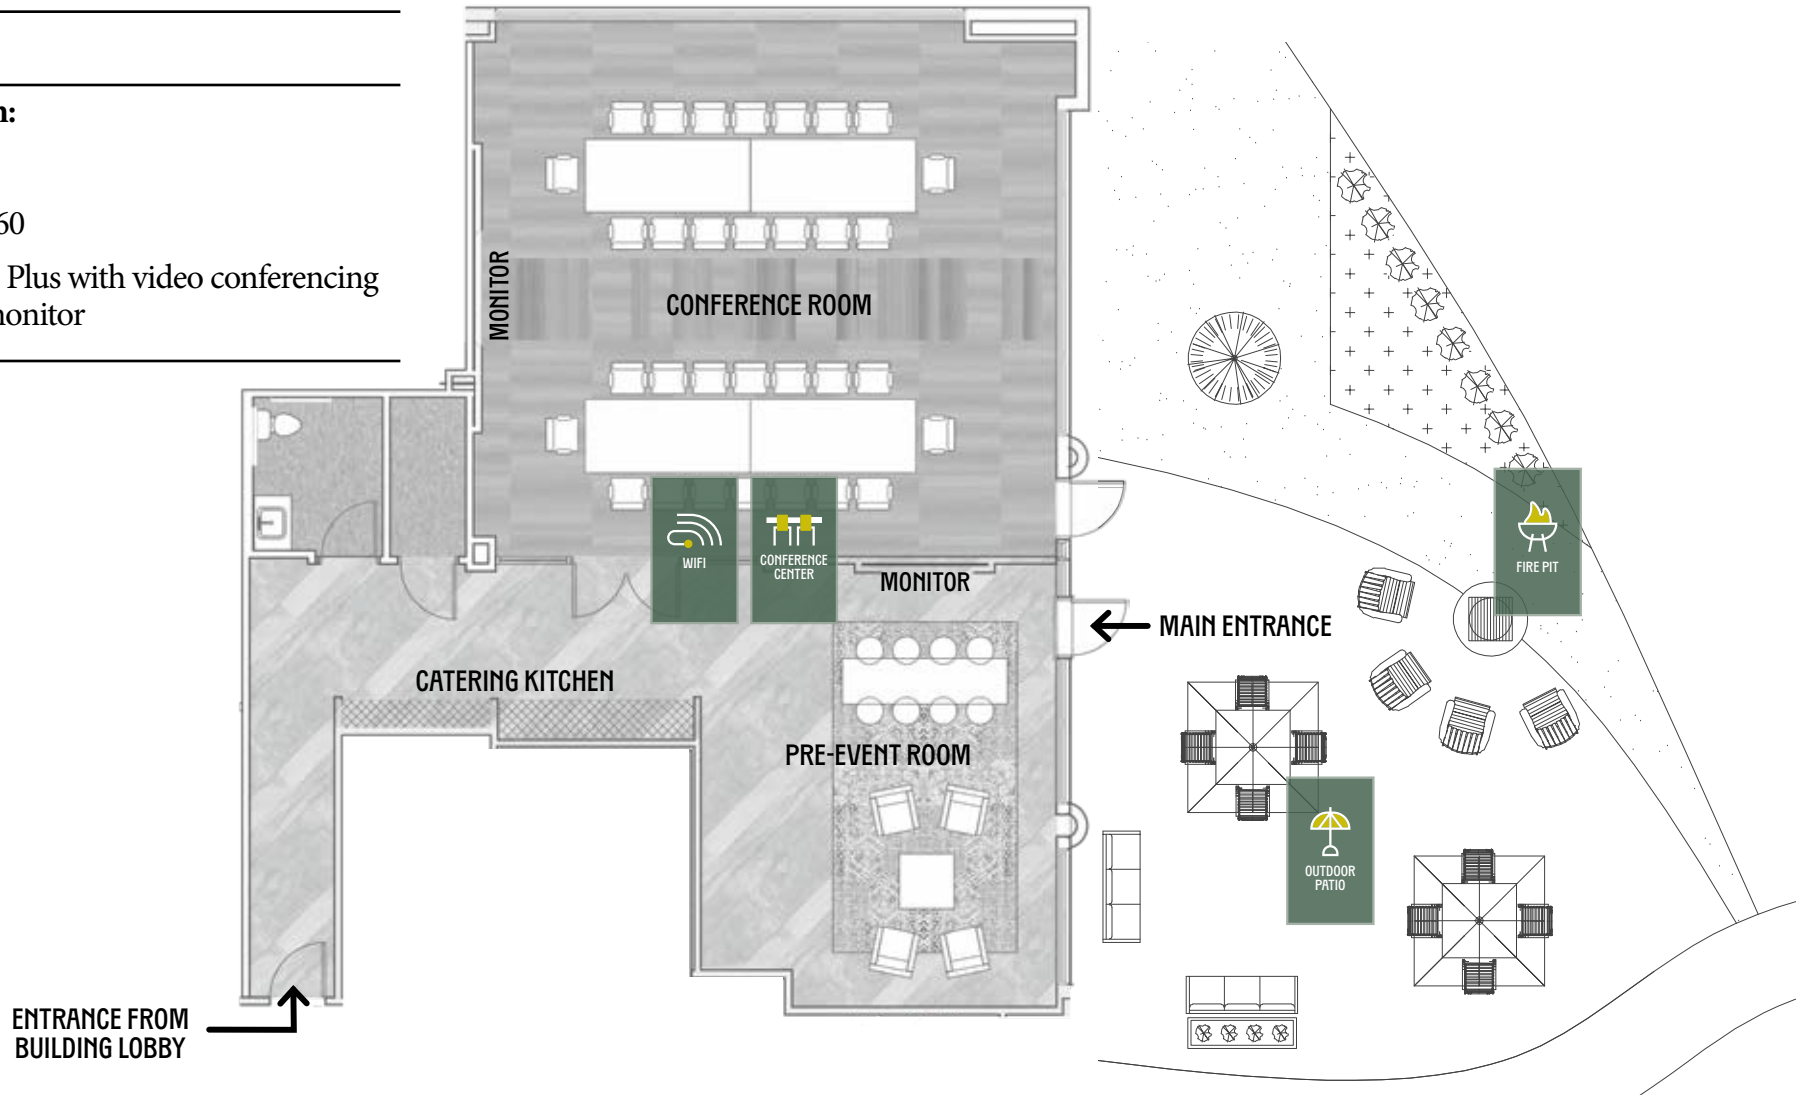 n:
60
Plus with video conferencing
monitor
MONITOR
CONFERENCE ROOM
WIFI
CONFERENCE
CENTER
MONITOR
FIRE PIT
MAIN ENTRANCE
CATERING KITCHEN
PRE-EVENT ROOM
OUTDOOR
PATIO
ENTRANCE FROM
BUILDING LOBBY